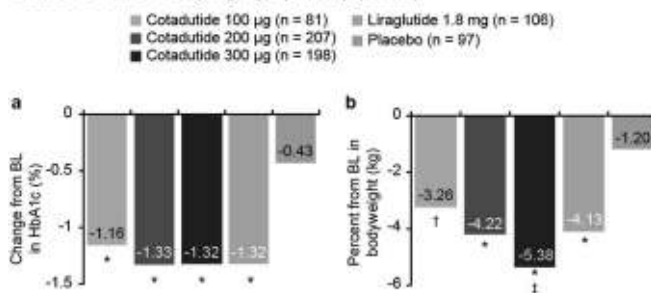 Cotadutide 100 µg (n = 81)
Cotadutide 200 µg (n = 207)
Cotadutide 300 µg (n = 198)
Liraglutide 1.8 mg (n = 106)
Placebo (n = 97)
a
Change from BL
in HbA1c (%)
0
-0.5
-1
-1.5
-1.16
*
-1.33
*
-1.32
*
-1.32
*
-0.43
b
Percent from BL in
bodyweight (kg)
0
-2
-4
-6
-3.26
†
-4.22
*
-5.38
*
‡
-4.13
*
-1.20